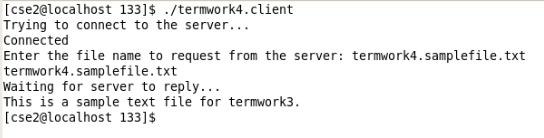 [cse2@localhost 133]$ ./termwork4.client
Trying to connect to the server...
Connected
Enter the file name to request from the server: termwork4.samplefile.txt
termwork4.samplefile.txt
Waiting for server to reply...
This is a sample text file for termwork3.
[cse2@localhost 133]$